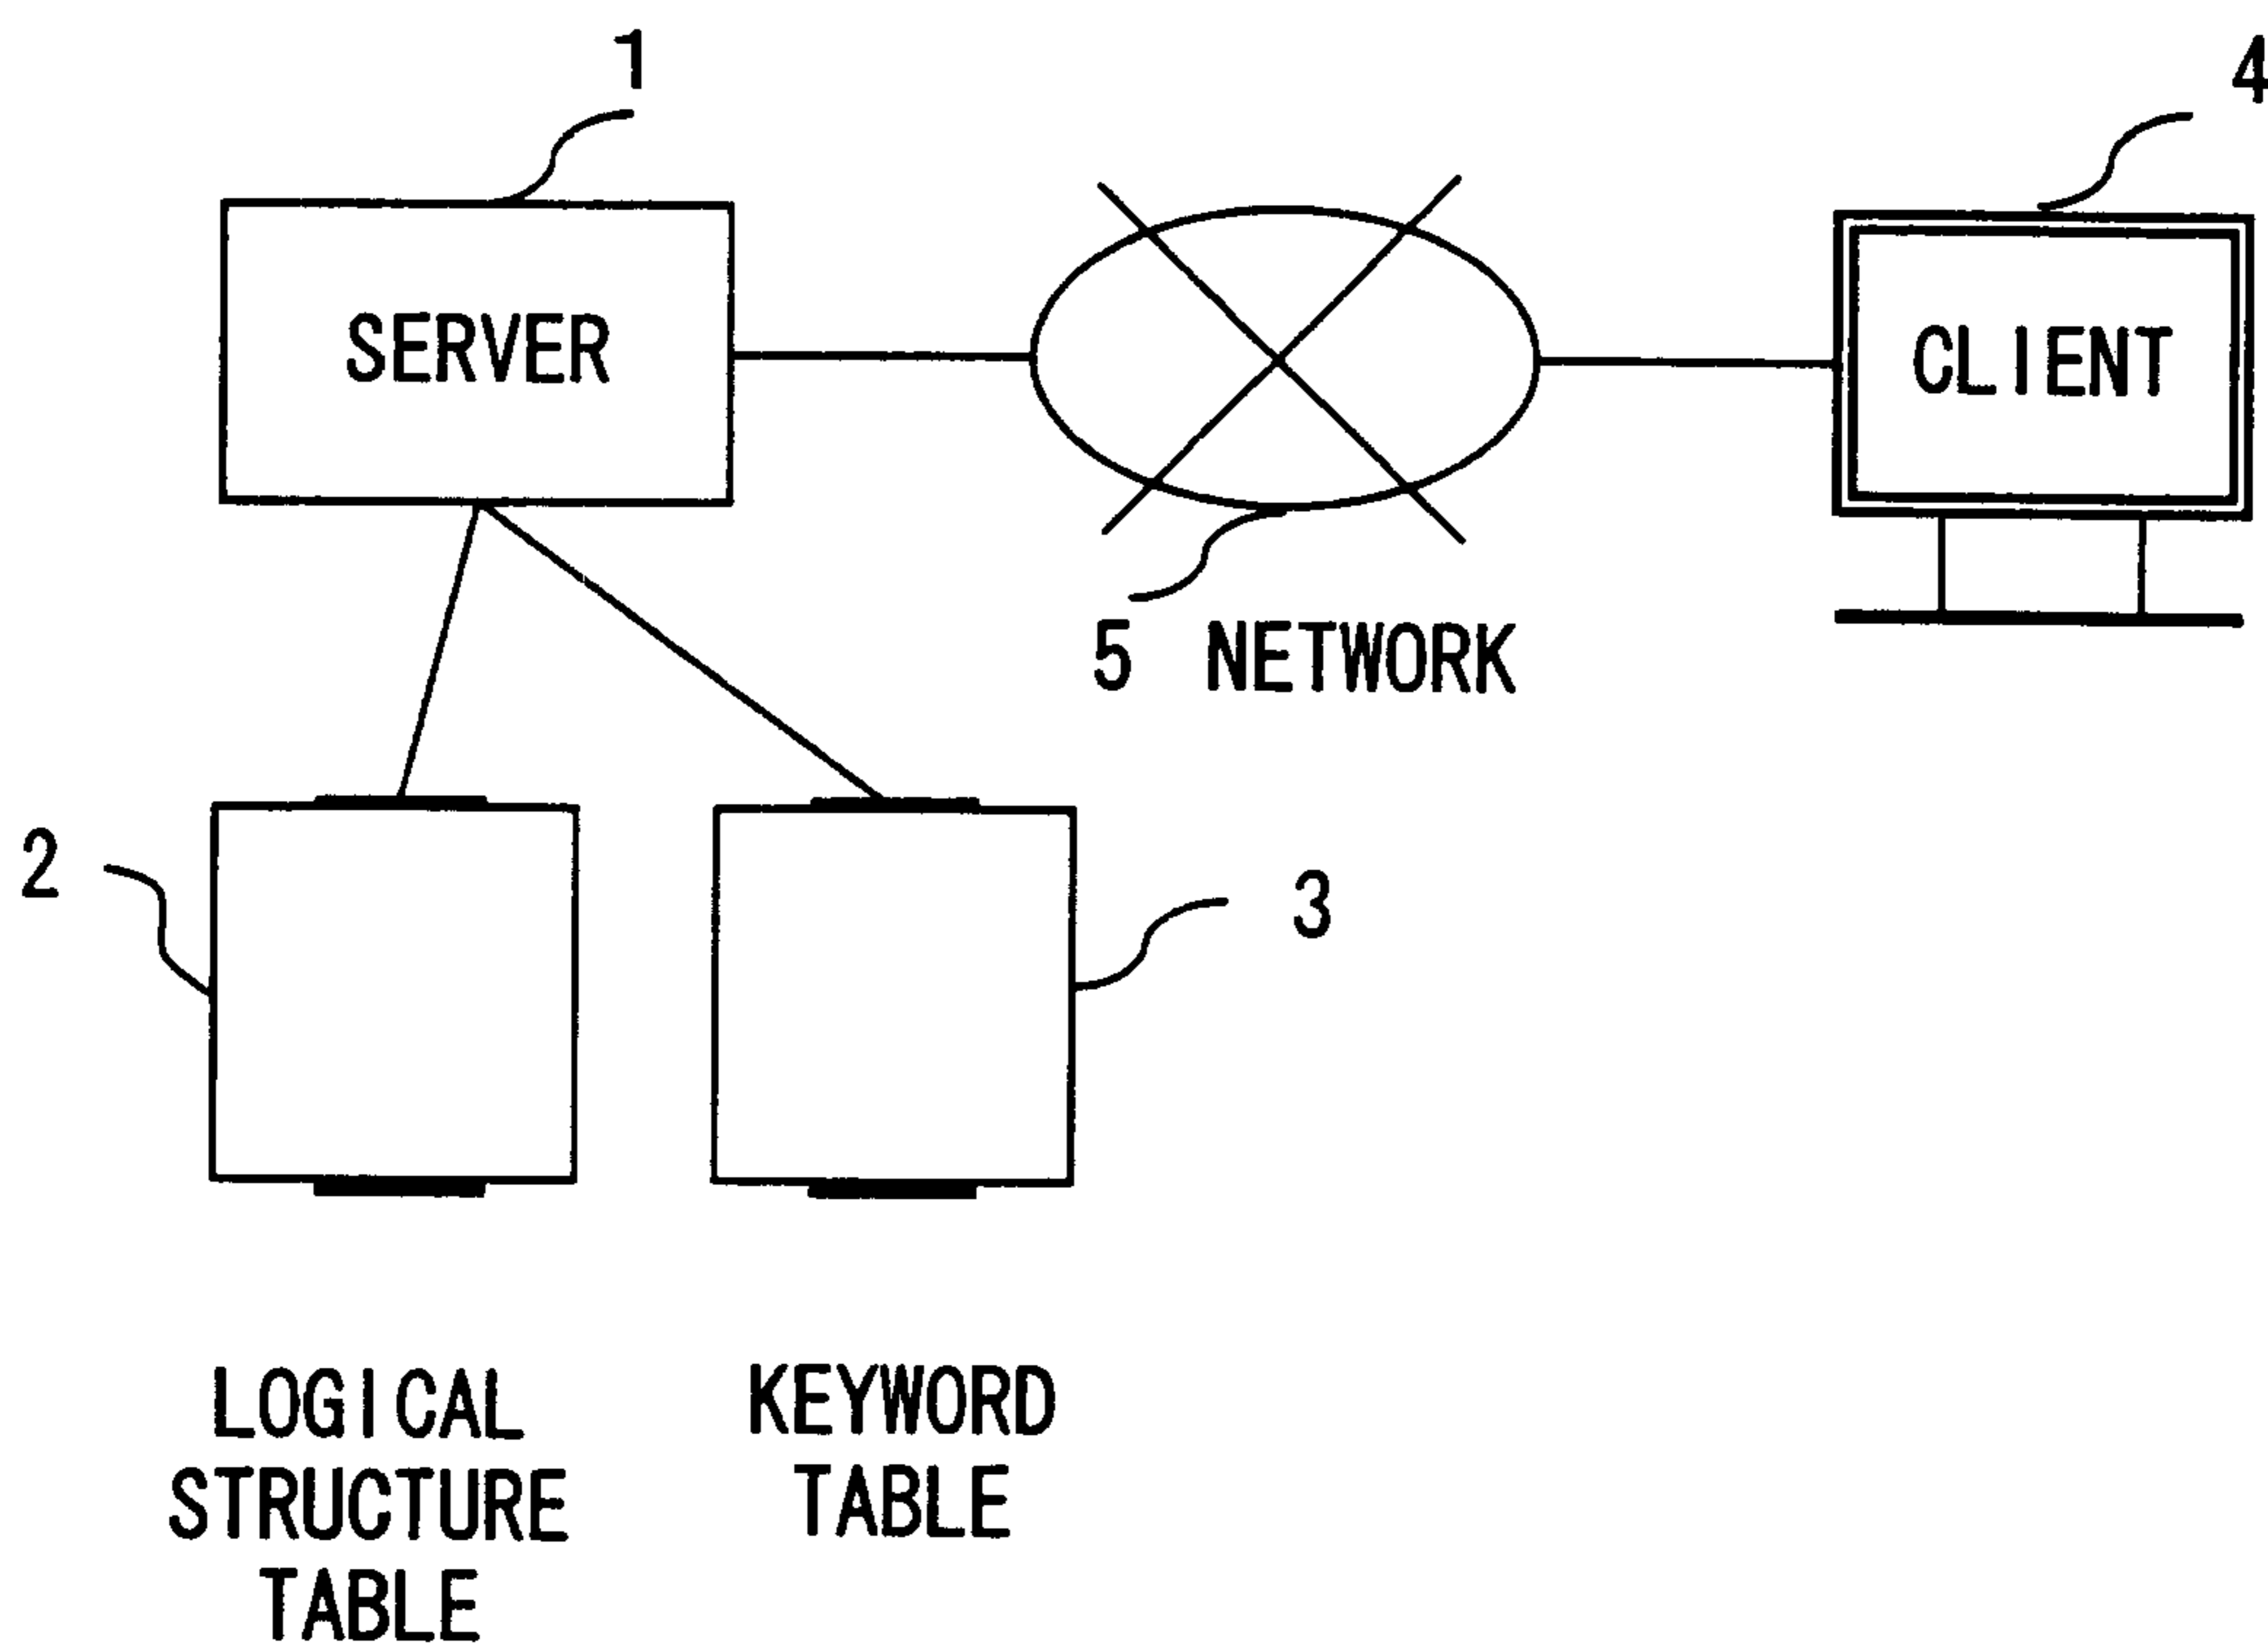 1
4
SERVER
CLIENT
5 NETWORK
2
3
LOGICAL
STRUCTURE
TABLE
KEYWORD
TABLE